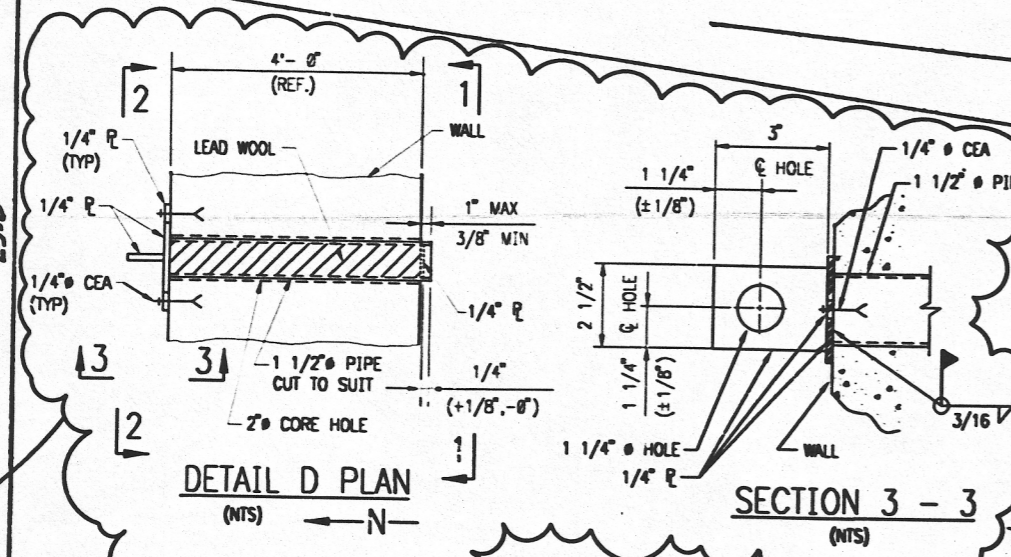 4'- 0"
(REF.)
2
1
1/4" ℞
(TYP)
LEAD WOOL
WALL
1/4" ℞
1" MAX
3/8" MIN
1/4"ø CEA
(TYP)
1/4" ℞
3
3
1 1/2"ø PIPE
CUT TO SUIT
1/4"
(+1/8",-0")
2"ø CORE HOLE
2
1
DETAIL D PLAN
(NTS)
N
3"
1/4" ø CEA
℄ HOLE
1 1/4"
(±1/8")
1 1/2" ø
2 1/2"
℄ HOLE
1 1/4"
(±1/8")
1 1/4" ø HOLE
1/4" ℞
WALL
3/16
SECTION 3 - 3
(NTS)